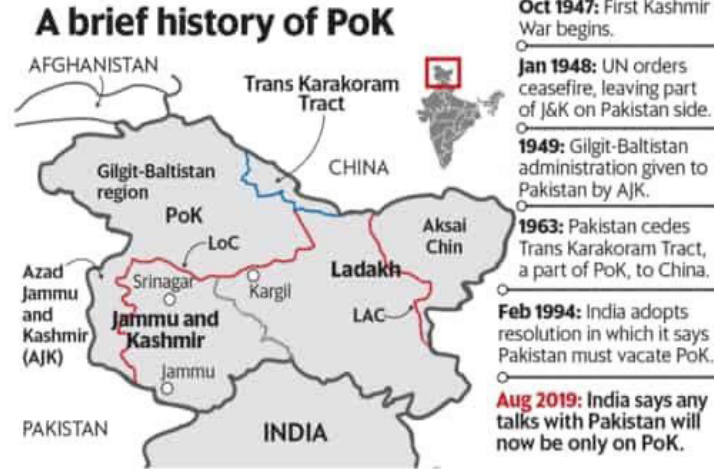 A brief history of PoK
AFGHANISTAN
Trans Karakoram
Tract
CHINA
Gilgit-Baltistan
region
PoK
LoC
Aksai
Chin
Ladakh
Azad
Jammu
and
Kashmir
(AJK)
Srinagar
Kargil
Jammu and
Kashmir
LAC
Jammu
PAKISTAN
INDIA
Oct 1947: First Kashmir
War begins.
Jan 1948: UN orders
ceasefire, leaving part
of J&K on Pakistan side.
1949: Gilgit-Baltistan
administration given to
Pakistan by AJK.
1963: Pakistan cedes
Trans Karakoram Tract,
a part of PoK, to China.
Feb 1994: India adopts
resolution in which it says
Pakistan must vacate PoK.
Aug 2019: India says any
talks with Pakistan will
now be only on PoK.